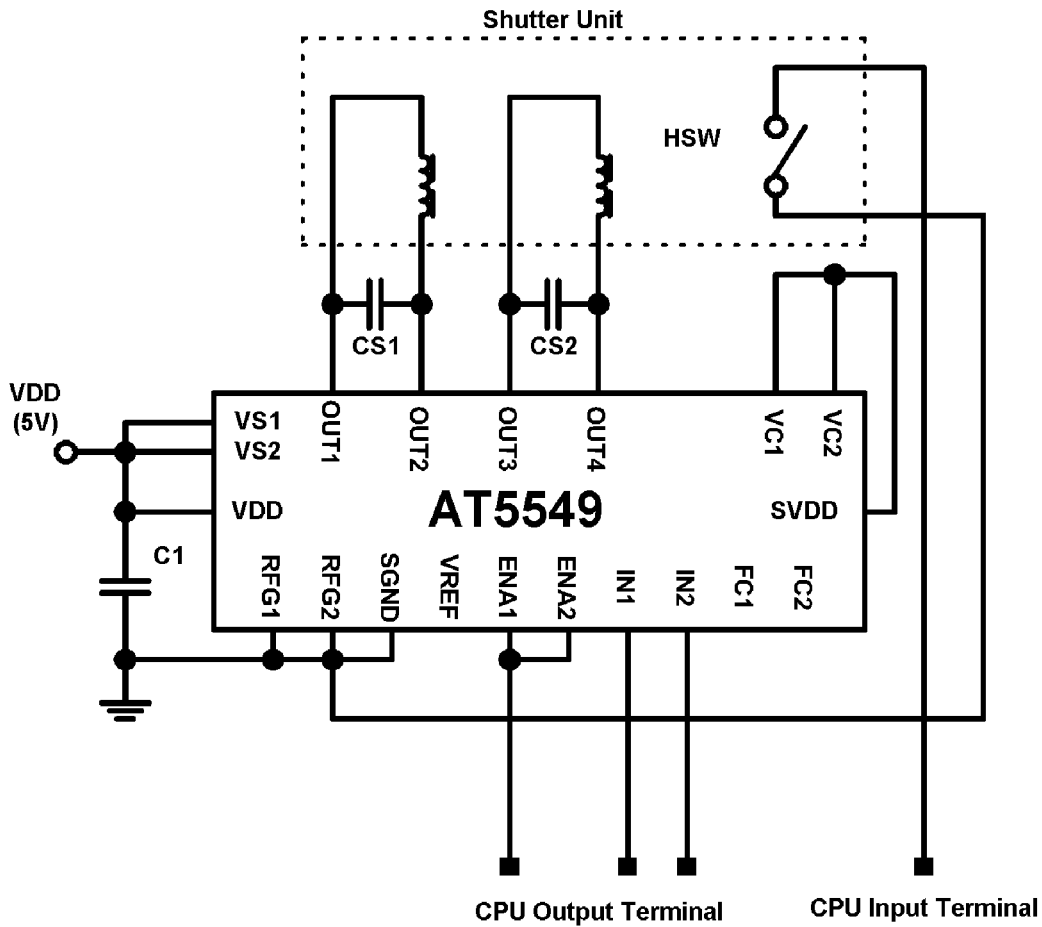 Shutter Unit
HSW
CS1
CS2
VDD
(5V)
VS1
VS2
VDD
OUT1
OUT2
OUT3
OUT4
VC1
VC2
AT5549
SVDD
C1
RFG1
RFG2
SGND
VREF
ENA1
ENA2
IN1
IN2
FC1
FC2
CPU Output Terminal
CPU Input Terminal